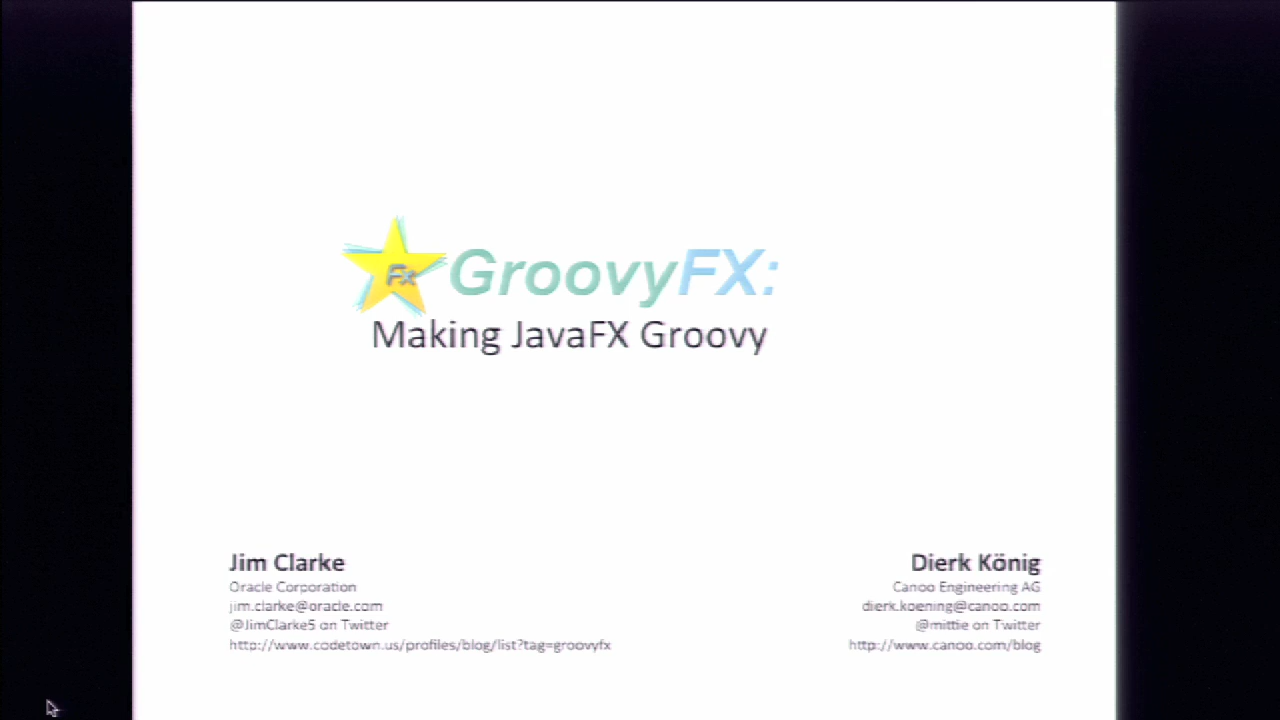 Fx
GroovyFX:
Making JavaFX Groovy
Jim Clarke
Oracle Corporation
jim.clarke@oracle.com
@JimClarke5 on Twitter
http://www.codetown.us/profiles/blog/list?tag=groovyfx
Dierk König
Canoo Engineering AG
dierk.koening@canoo.com
@mittie on Twitter
http://www.canoo.com/blog